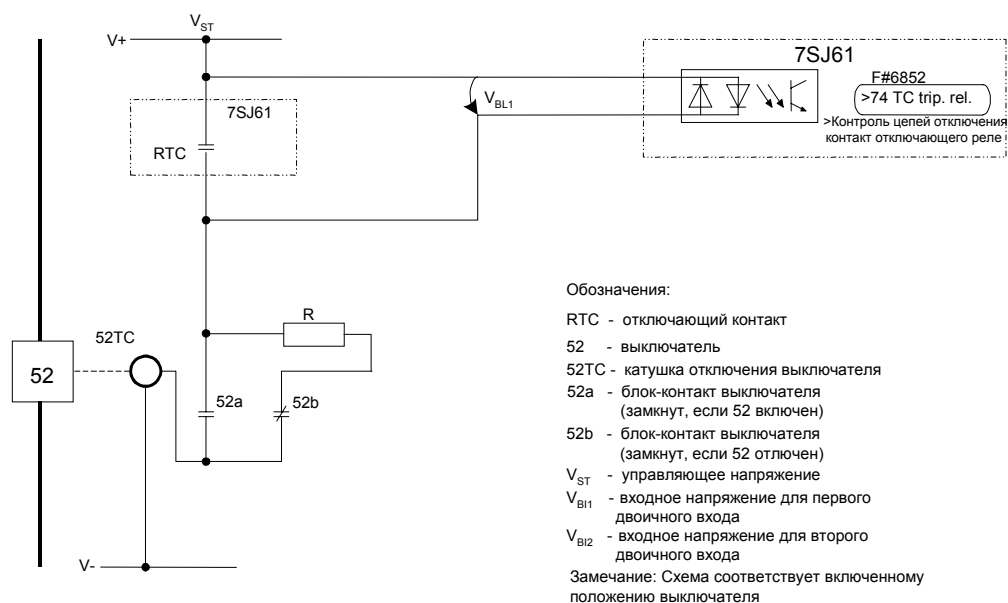 V+
V_ST
7SJ61
RTC
V_BL1
7SJ61
F#6852
>74 TC trip. rel.
>Контроль цепей отключения
контакт отключающего реле
R
52TC
52
52a
52b
V-
Обозначения:
RTC - отключающий контакт
52 - выключатель
52TC - катушка отключения выключателя
52a - блок-контакт выключателя
(замкнут, если 52 включен)
52b - блок-контакт выключателя
(замкнут, если 52 отлючен)
V_ST - управляющее напряжение
V_BI1 - входное напряжение для первого
двоичного входа
V_BI2 - входное напряжение для второго
двоичного входа
Замечание: Схема соответствует включенному
положению выключателя